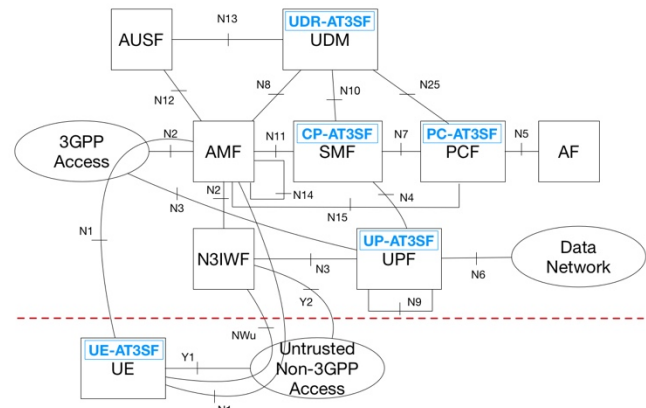 N13
UDR-AT3SF
AUSF
UDM
N8
N10
N25
N12
3GPP
Access
N2
AMF
N11
CP-AT3SF
SMF
N7
PC-AT3SF
PCF
N5
AF
N14
N2
N3
N15
N4
N1
N3IWF
N3
UP-AT3SF
UPF
N6
Data
Network
Y2
N9
NWu
UE-AT3SF
UE
Y1
Untrusted
Non-3GPP
Access
N1